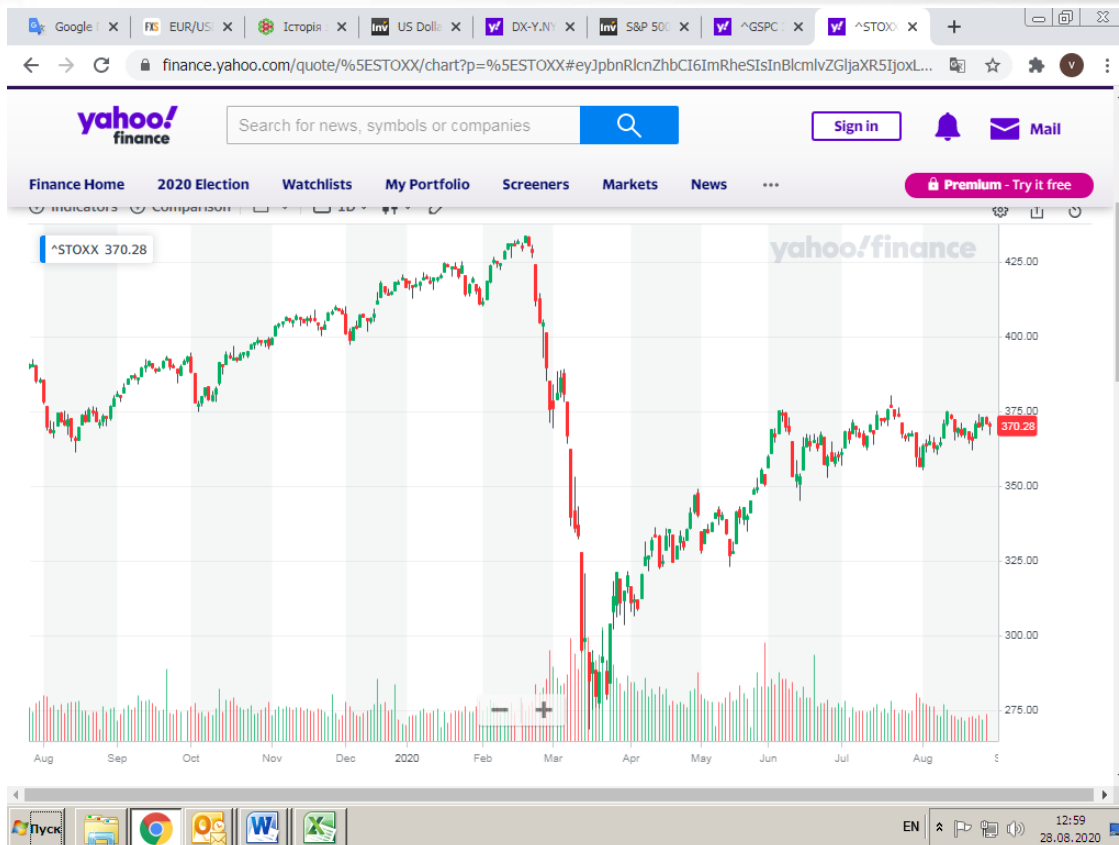 Google EUR/US Історія US Dolla DX-Y.NY S&P 500 ^GSPC ^STOXX
finance.yahoo.com/quote/%5ESTOXX/chart?p=%5ESTOXX#eyJpbnRlcnZhbCI6ImRheSIsInBlcmlvZGljaXR5IjoxL... V
yahoo!
finance
Search for news, symbols or companies
Sign in
Mail
Finance Home 2020 Election Watchlists My Portfolio Screeners Markets News ...
Premium - Try it free
Indicators Comparison 1D
^STOXX 370.28
yahoo!finance
425.00
400.00
375.00
370.28
350.00
325.00
300.00
275.00
Aug Sep Oct Nov Dec 2020 Feb Mar Apr May Jun Jul Aug S
Пуск
EN
12:59
28.08.2020